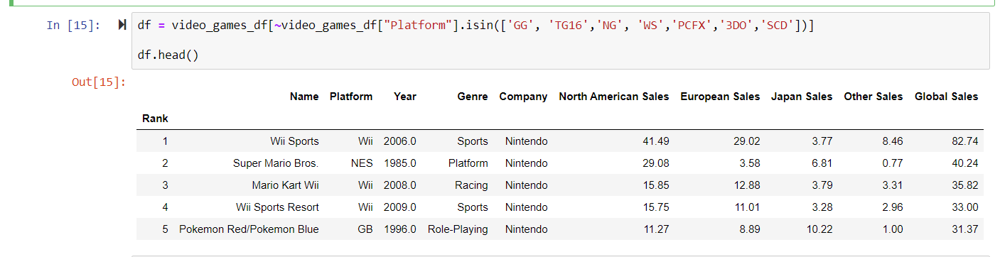 In [15]: df = video_games_df[~video_games_df["Platform"].isin(['GG', 'TG16','NG', 'WS','PCFX','3DO','SCD'])]
df.head()
Out[15]:
Name Platform Year Genre Company North American Sales European Sales Japan Sales Other Sales Global Sales
Rank
1 Wii Sports Wii 2006.0 Sports Nintendo 41.49 29.02 3.77 8.46 82.74
2 Super Mario Bros. NES 1985.0 Platform Nintendo 29.08 3.58 6.81 0.77 40.24
3 Mario Kart Wii Wii 2008.0 Racing Nintendo 15.85 12.88 3.79 3.31 35.82
4 Wii Sports Resort Wii 2009.0 Sports Nintendo 15.75 11.01 3.28 2.96 33.00
5 Pokemon Red/Pokemon Blue GB 1996.0 Role-Playing Nintendo 11.27 8.89 10.22 1.00 31.37